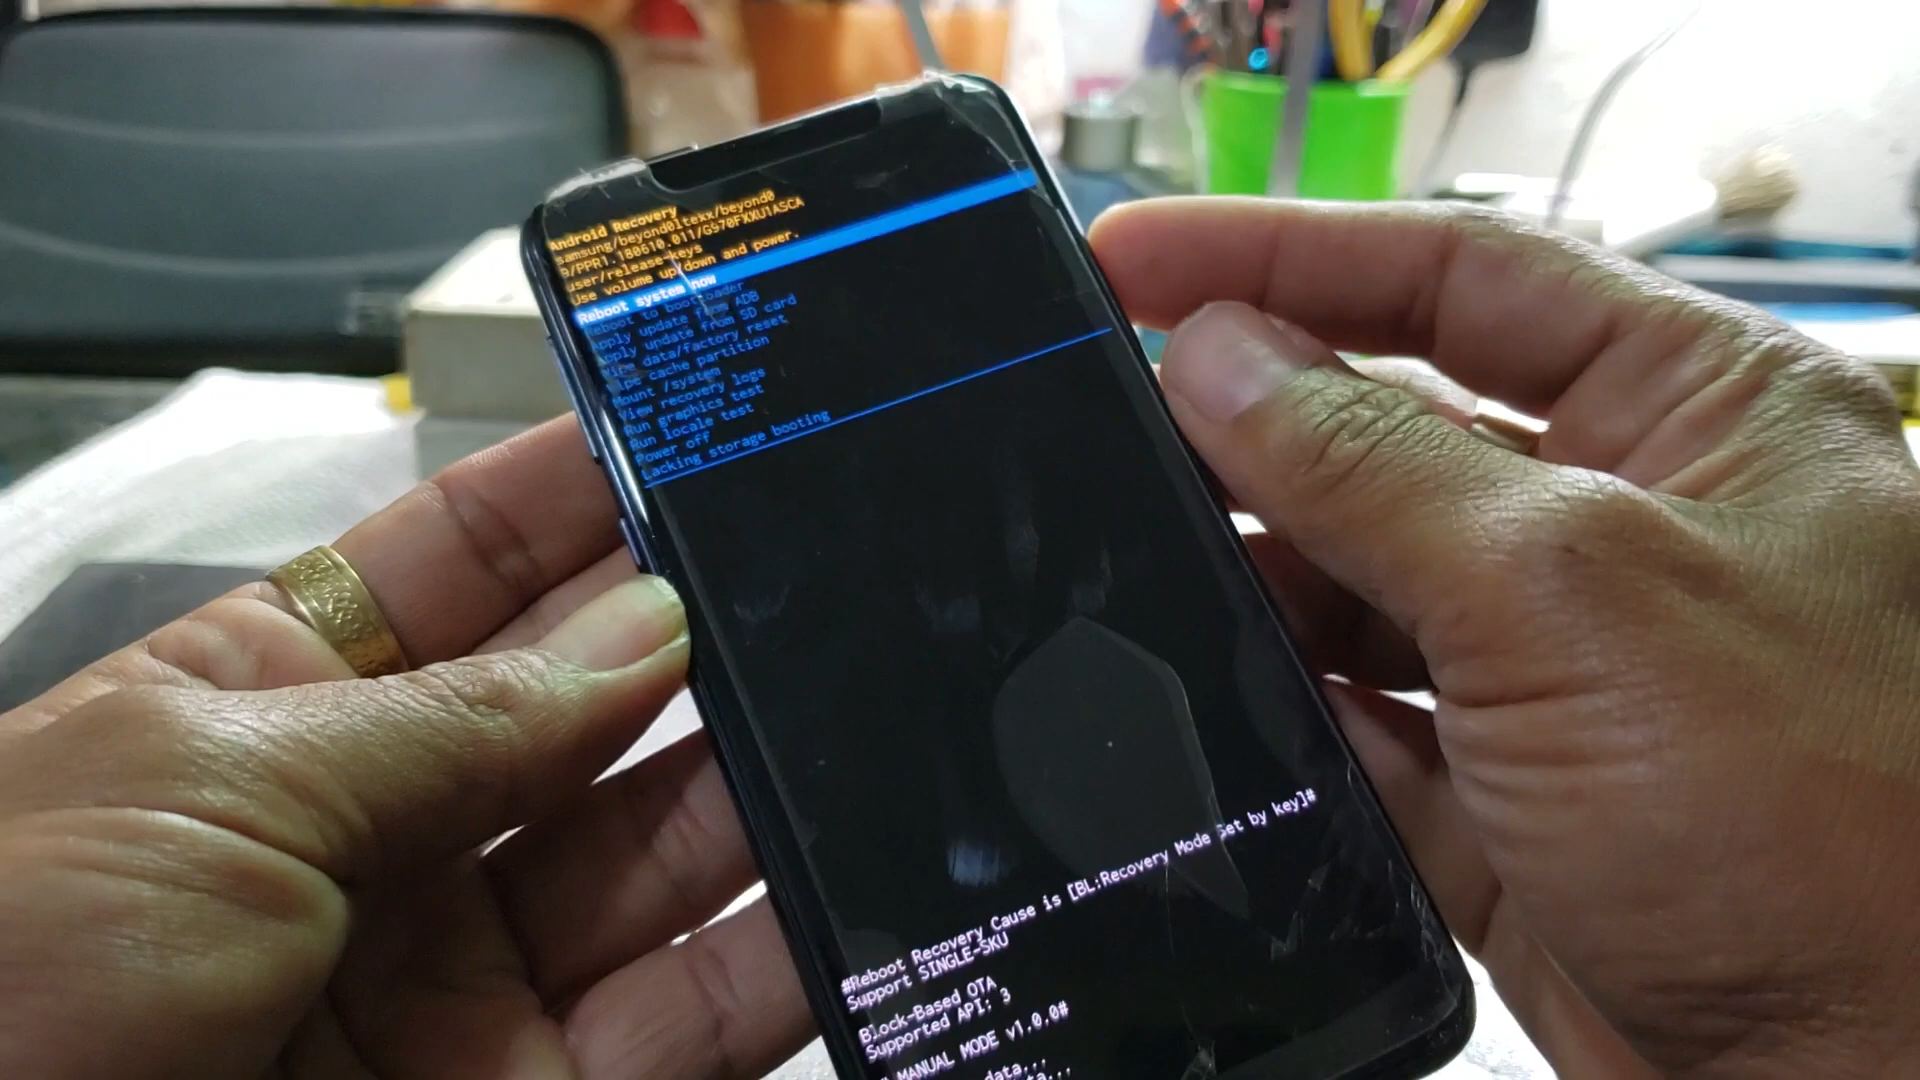 Android Recovery
samsung/beyond0ltexx/beyond0
9/PPR1.180610.011/G970FXXU1ASCA
user/release-keys
Use volume up/down and power.
Reboot system now
Reboot to bootloader
Apply update from ADB
Apply update from SD card
Wipe data/factory reset
Wipe cache partition
Mount /system
View recovery logs
Run graphics test
Run locale test
Power off
Lacking storage booting
#Reboot Recovery Cause is [BL:Recovery Mode Set by key]#
Support SINGLE-SKU
Block-Based OTA
Supported API: 3
MANUAL MODE v1.0.0#
data...